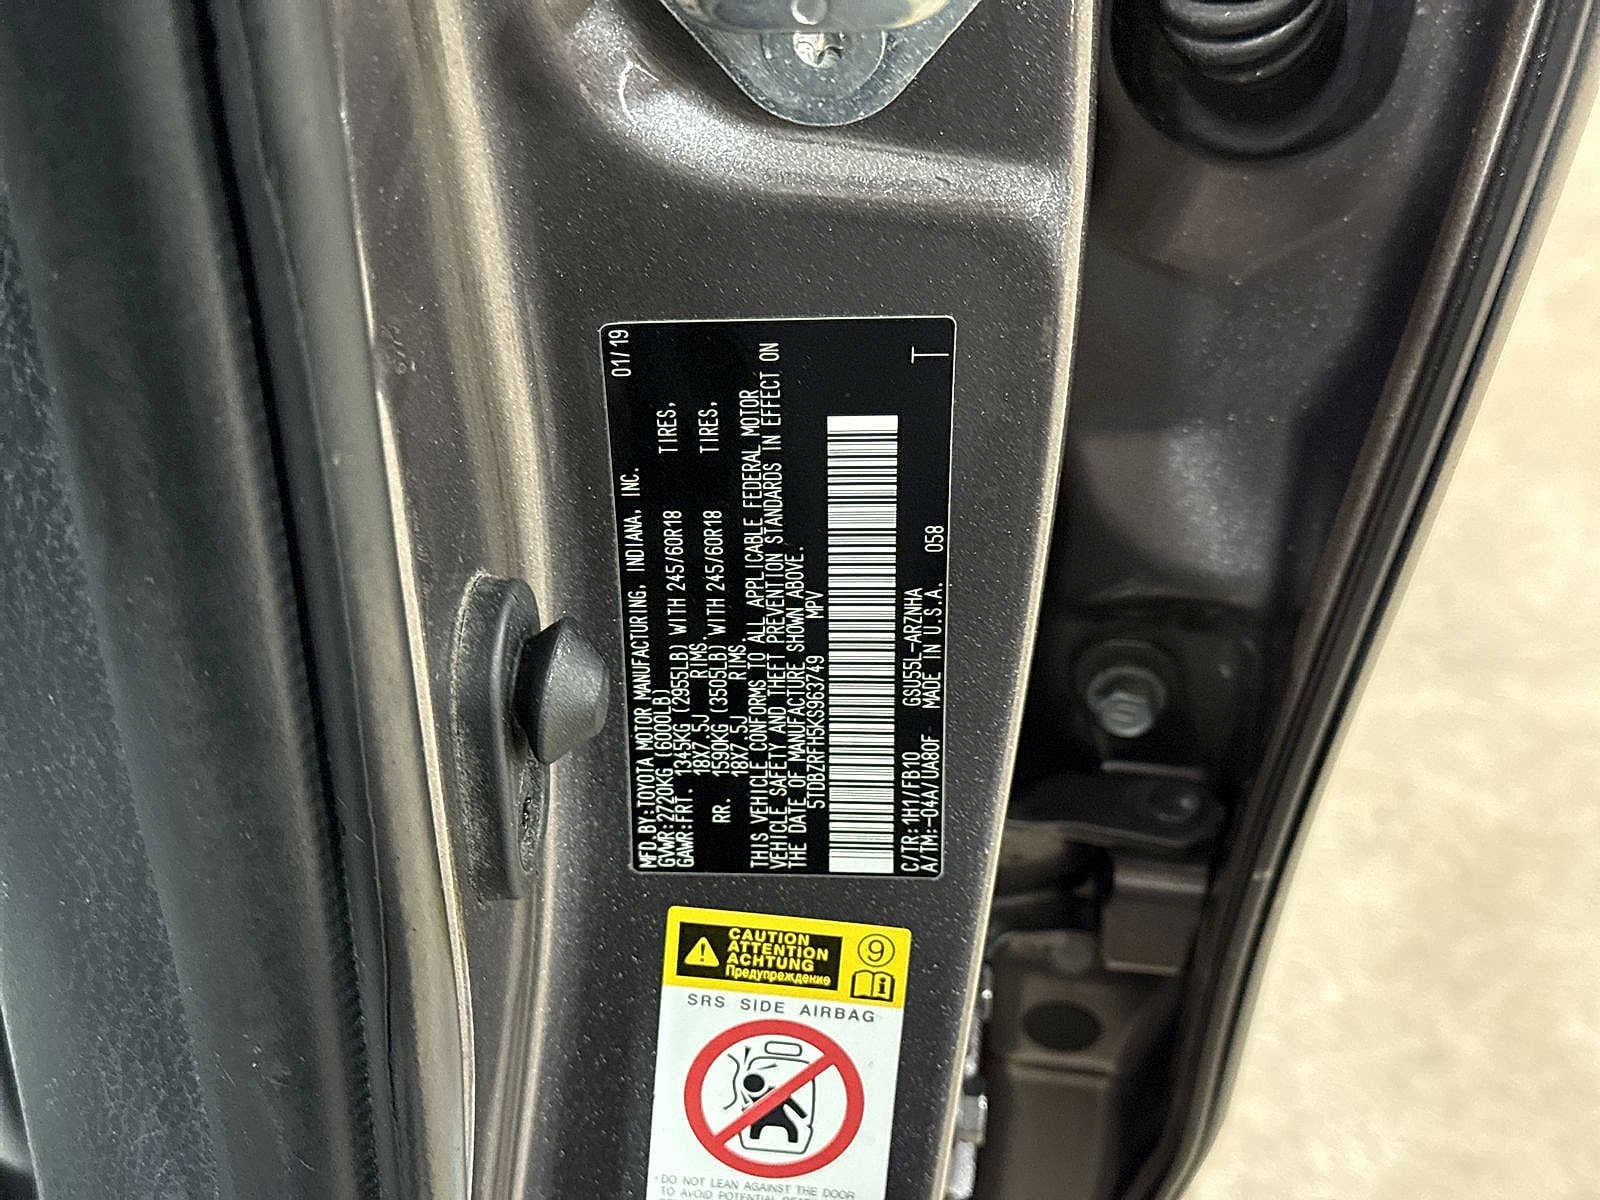 01/19
MFD.BY:TOYOTA MOTOR MANUFACTURING, INDIANA, INC.
GVWR:2720KG (6000LB)
GAWR:FRT. 1345KG (2955LB) WITH 245/60R18 TIRES,
18X7.5J RIMS.
RR. 1590KG (3505LB) WITH 245/60R18 TIRES,
18X7.5J RIMS.
THIS VEHICLE CONFORMS TO ALL APPLICABLE FEDERAL MOTOR
VEHICLE SAFETY AND THEFT PREVENTION STANDARDS IN EFFECT ON
THE DATE OF MANUFACTURE SHOWN ABOVE.
5TDBZRFH5KS963749 MPV
C/TR:1H1/FB10 GSU55L-ARZNHA
A/TM:-04A/UA80F MADE IN U.S.A. 058
T
CAUTION
ATTENTION
ACHTUNG
Предупреждение
9
SRS SIDE AIRBAG
DO NOT LEAN AGAINST THE DOOR
TO AVOID POTENTIAL